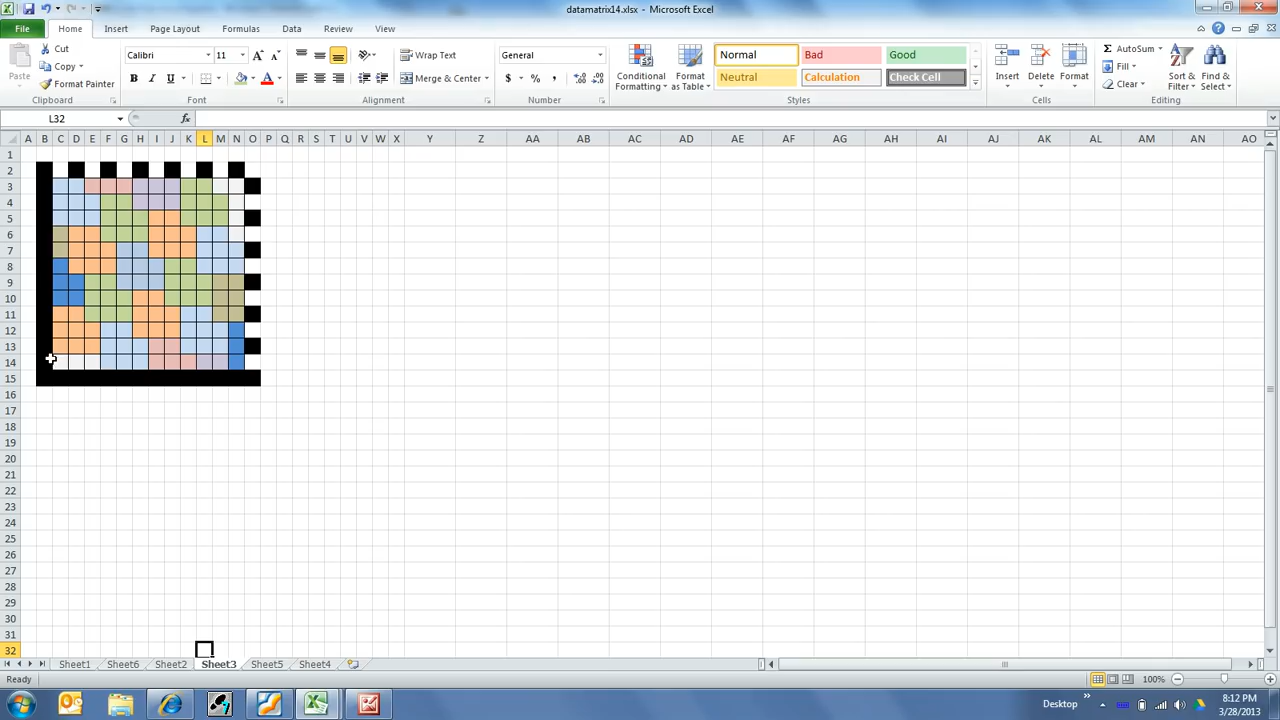 datamatrix14.xlsx - Microsoft Excel
File Home Insert Page Layout Formulas Data Review View
Paste Cut Copy Format Painter
Calibri 11 A A B I U A
Wrap Text Merge & Center
General $ % , .0 .00 .00 .0
Conditional Formatting Format as Table
Normal Bad Good
Neutral Calculation Check Cell
Insert Delete Format
Σ AutoSum Fill Clear Sort & Filter Find & Select
Clipboard Font Alignment Number Styles Cells Editing
L32 fx
A B C D E F G H I J K L M N O P Q R S T U V W X Y Z AA AB AC AD AE AF AG AH AI AJ AK AL AM AN AO
1
2
3
4
5
6
7
8
9
10
11
12
13
14
15
16
17
18
19
20
21
22
23
24
25
26
27
28
29
30
31
32
Sheet1 Sheet6 Sheet2 Sheet3 Sheet5 Sheet4
Ready 100%
Desktop » 8:12 PM
3/28/2013